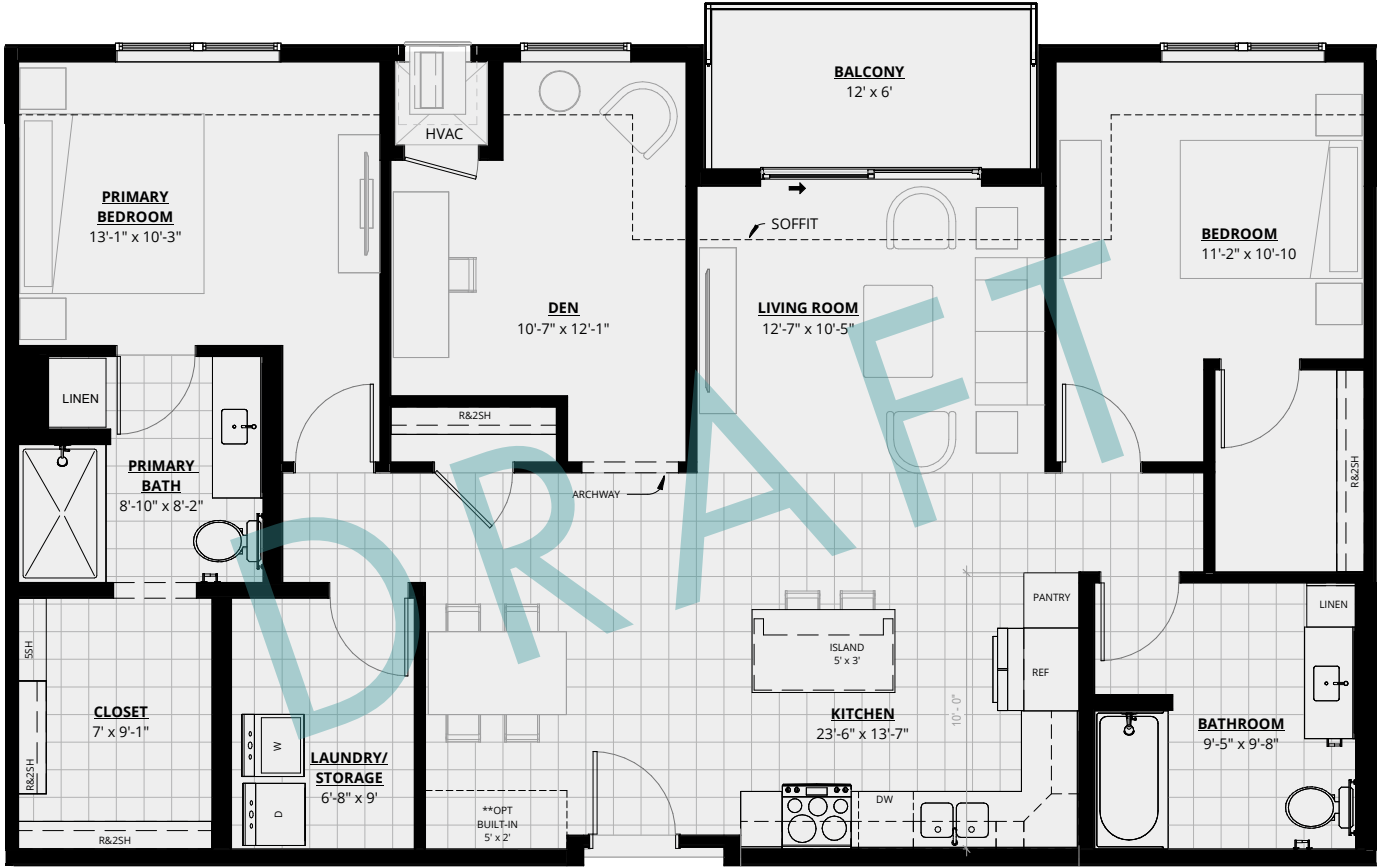 BALCONY
12' x 6'
HVAC
PRIMARY
BEDROOM
13'-1" x 10'-3"
SOFFIT
BEDROOM
11'-2" x 10'-10
DEN
10'-7" x 12'-1"
LIVING ROOM
12'-7" x 10'-5"
LINEN
R&2SH
R&2SH
PRIMARY
BATH
8'-10" x 8'-2"
ARCHWAY
DRAFT
PANTRY
LINEN
5SH
ISLAND
5' x 3'
REF
CLOSET
7' x 9'-1"
R&2SH
W
LAUNDRY/
STORAGE
6'-8" x 9'
D
KITCHEN
23'-6" x 13'-7"
10' - 0"
BATHROOM
9'-5" x 9'-8"
**OPT
BUILT-IN
5' x 2'
DW
R&2SH